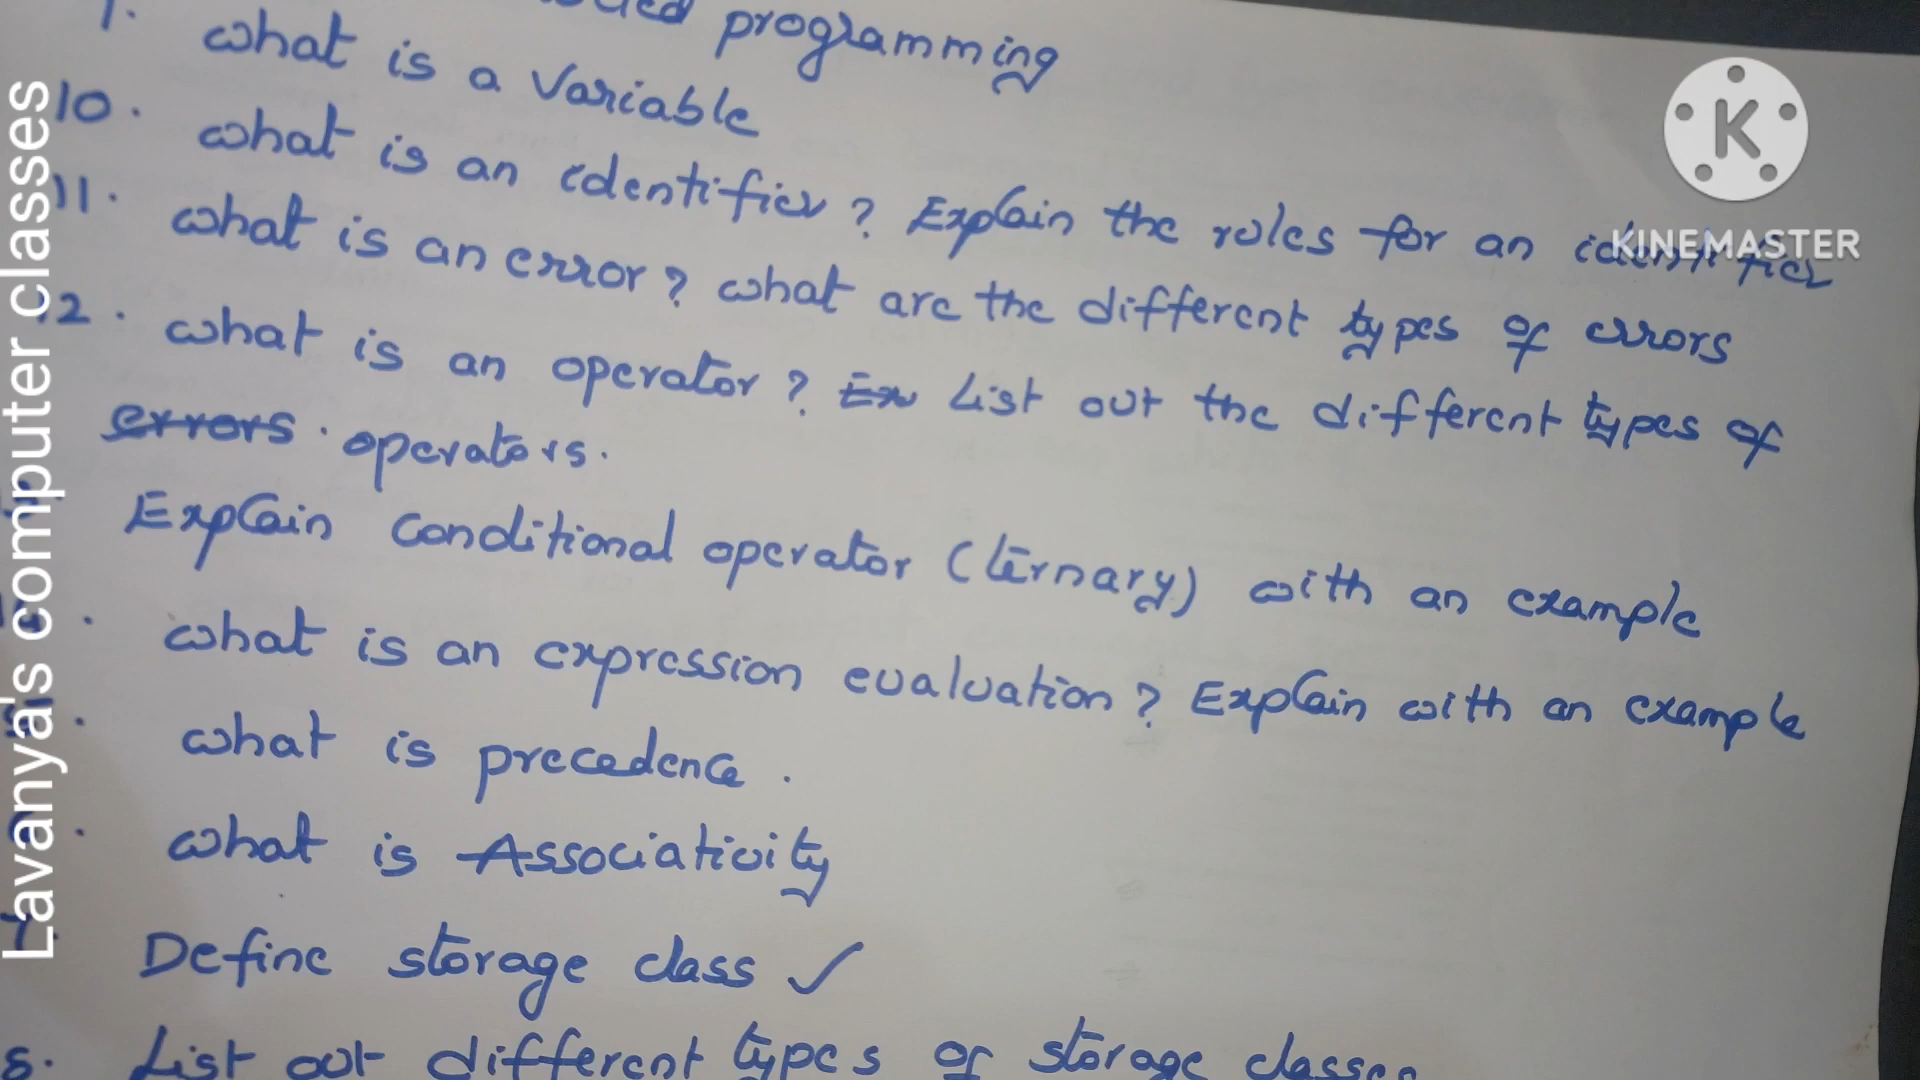 programming
what is a variable
10. what is an identifier? Explain the rules for an identifier
11. what is an error? what are the different types of errors
12. what is an operator? Ex List out the different types of
errors. operators.
Explain conditional operator (ternary) with an example
what is an expression evaluation? Explain with an example
what is precedence.
what is Associativity
Define storage class ✓
8. List out different types of storage classes
Lavanya's computer classes
K
KINEMASTER